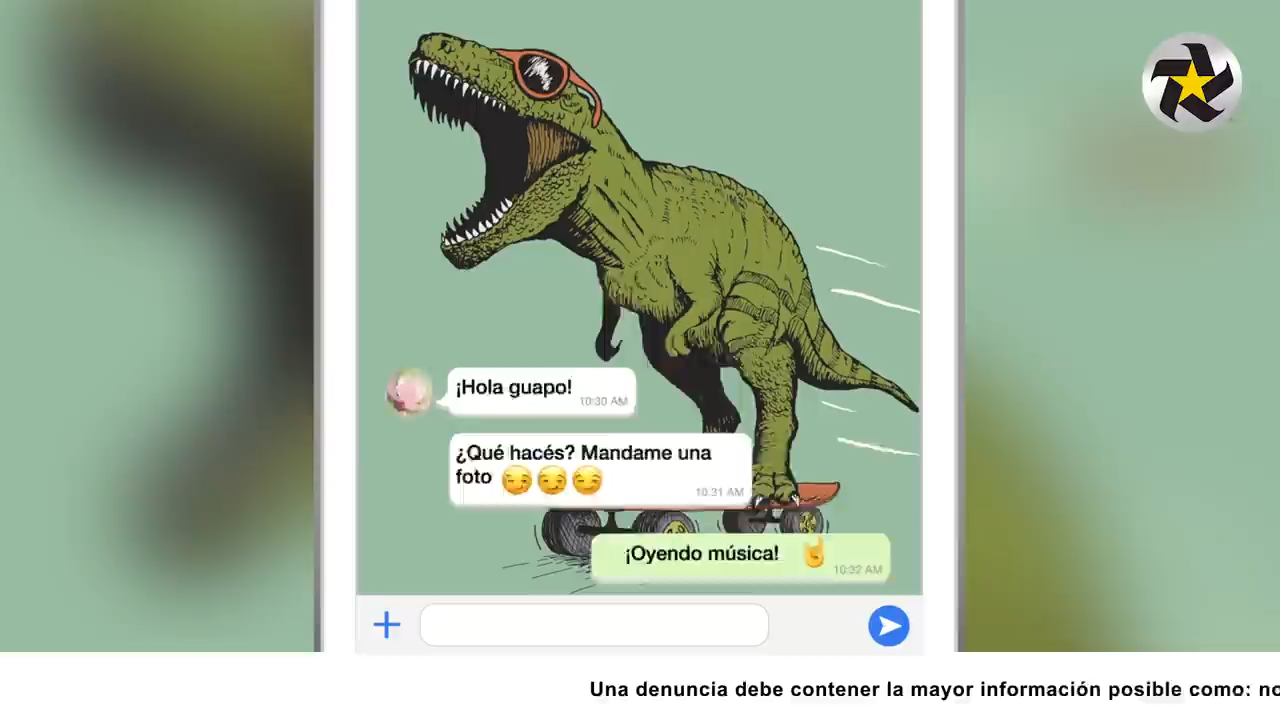 ¡Hola guapo!
10:30 AM
¿Qué hacés? Mandame una
foto 😏😏😏
10:31 AM
¡Oyendo música! 🤘
10:32 AM
Una denuncia debe contener la mayor información posible como: no